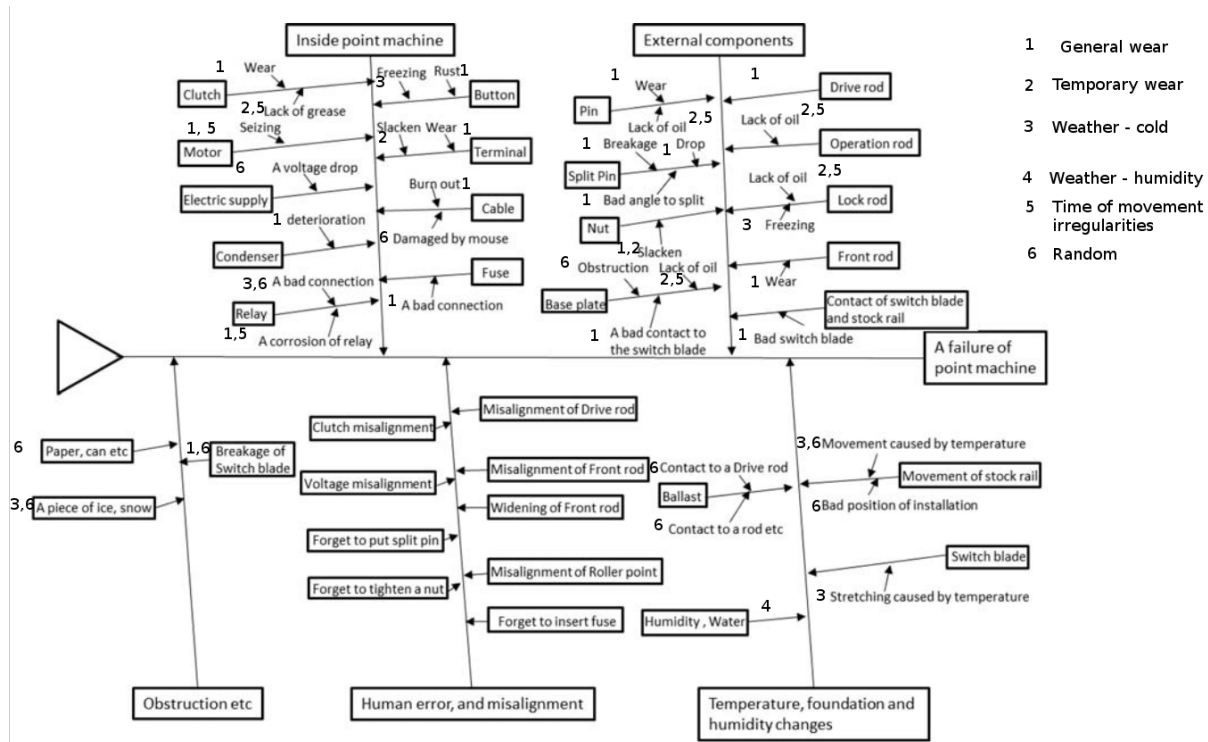 Inside point machine
External components
1 General wear
2 Temporary wear
3 Weather - cold
4 Weather - humidity
5 Time of movement
irregularities
6 Random
1 Wear
Clutch
2,5 Lack of grease
Freezing Rust 1
3
Button
1, 5
Seizing
Motor
6
2
Slacken Wear 1
Terminal
A voltage drop
Electric supply
Burn out 1
Cable
6 Damaged by mouse
1 deterioration
Condenser
Fuse
1 A bad connection
3,6 A bad connection
Relay
1,5 A corrosion of relay
1
Wear
Pin
Lack of oil 2,5
1
Drive rod
2,5
Lack of oil
Operation rod
2,5
1 Breakage 1 Drop
Split Pin
Bad angle to split
1
Nut
1,2
Slacken
Lack of oil
Lock rod
3 Freezing
6
Obstruction Lack of oil
2,5
Base plate
1 A bad contact to
the switch blade
Front rod
1 Wear
Contact of switch blade
and stock rail
1 Bad switch blade
A failure of
point machine
6 Paper, can etc
1,6
Breakage of
Switch blade
3,6 A piece of ice, snow
Misalignment of Drive rod
Clutch misalignment
Misalignment of Front rod
Voltage misalignment
Widening of Front rod
Forget to put split pin
Misalignment of Roller point
Forget to tighten a nut
Forget to insert fuse
3,6 Movement caused by temperature
6 Contact to a Drive rod
Ballast
6 Contact to a rod etc
Movement of stock rail
6 Bad position of installation
Switch blade
3 Stretching caused by temperature
4
Humidity , Water
Obstruction etc
Human error, and misalignment
Temperature, foundation and
humidity changes